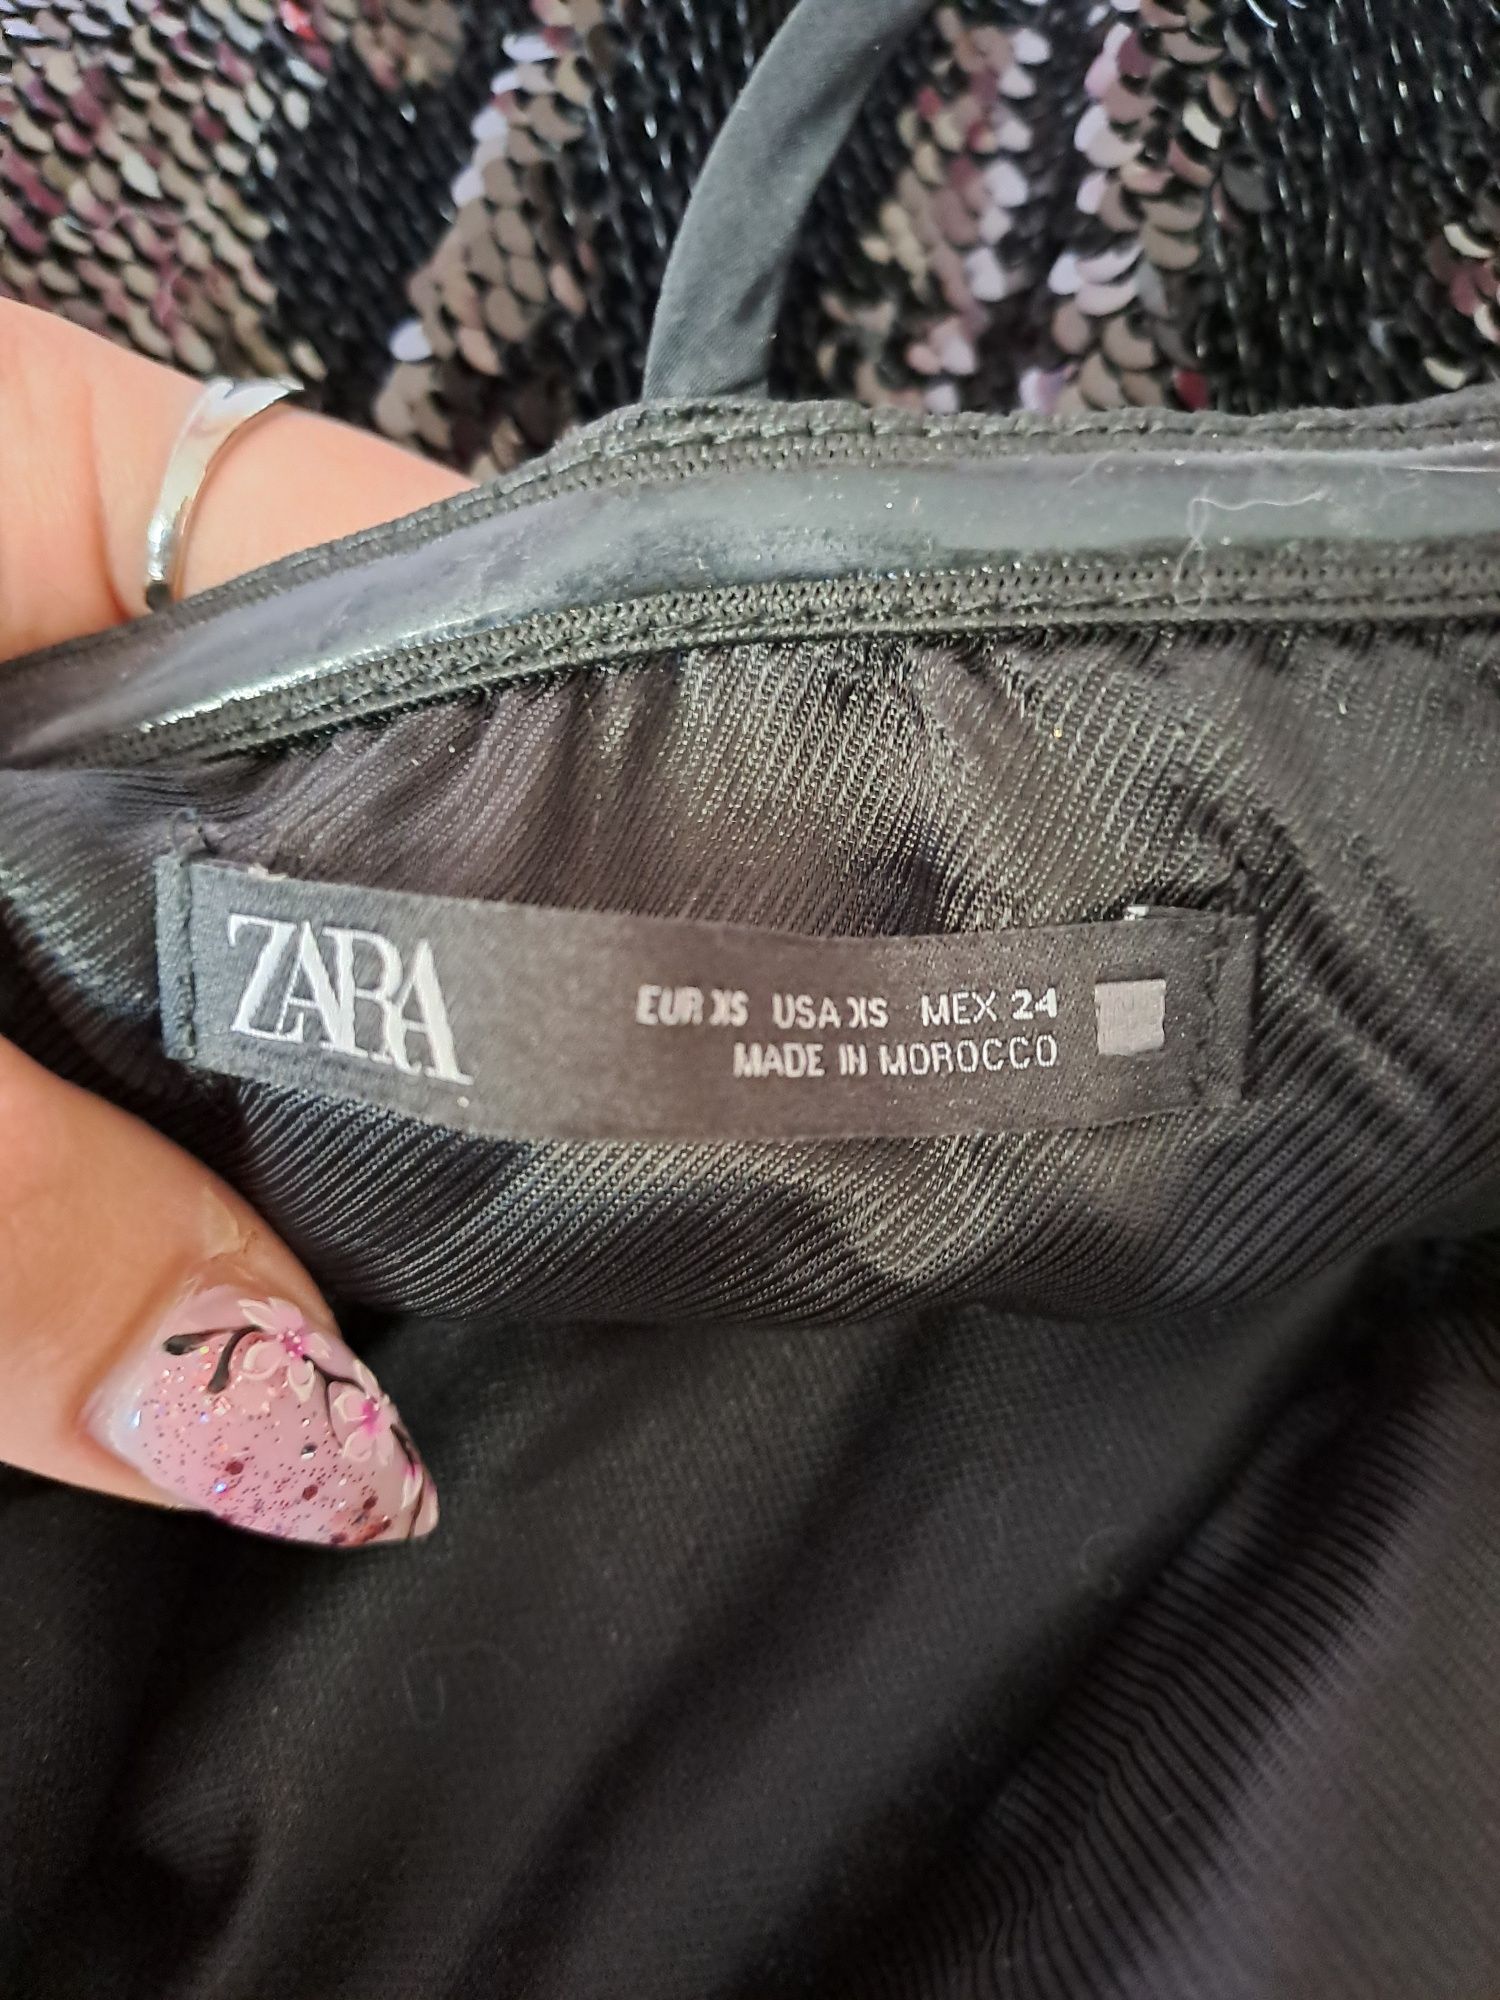 ZARA
EUR XS USA XS MEX 24
MADE IN MOROCCO